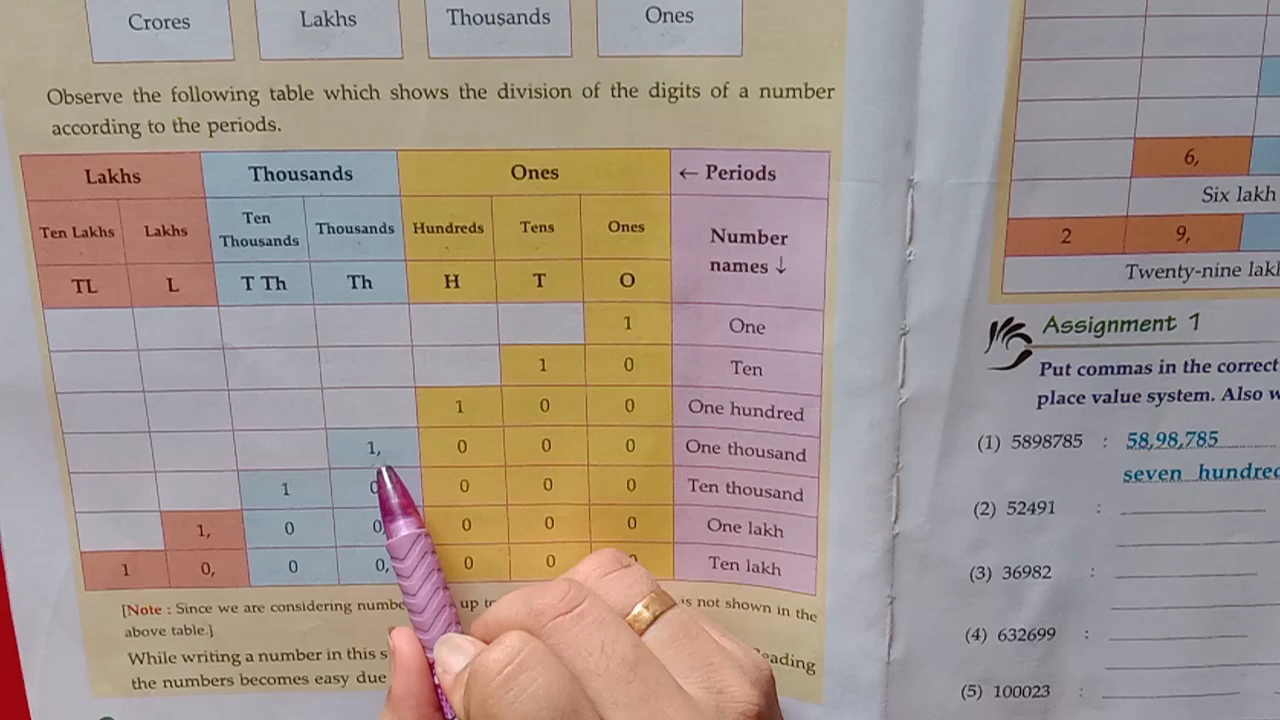 Crores Lakhs Thousands Ones
Observe the following table which shows the division of the digits of a number
according to the periods.
Lakhs Thousands Ones ← Periods
Ten Lakhs Lakhs Ten Thousands Thousands Hundreds Tens Ones Number names ↓
TL L T Th Th H T O
1 One
1 0 Ten
1 0 0 One hundred
1, 0 0 0 One thousand
1 0 0 0 Ten thousand
1, 0 0, 0 0 0 One lakh
1 0, 0 0, 0 0 Ten lakh
[Note : Since we are considering up is not shown in the
above table.]
While writing a number in this
the numbers becomes easy due
6,
Six lakh
2 9,
Twenty-nine
Assignment 1
Put commas in the correct
place value system. Also
(1) 5898785 : 58,98,785
seven
(2) 52491 :
(3) 36982 :
(4) 632699 :
(5) 100023 :